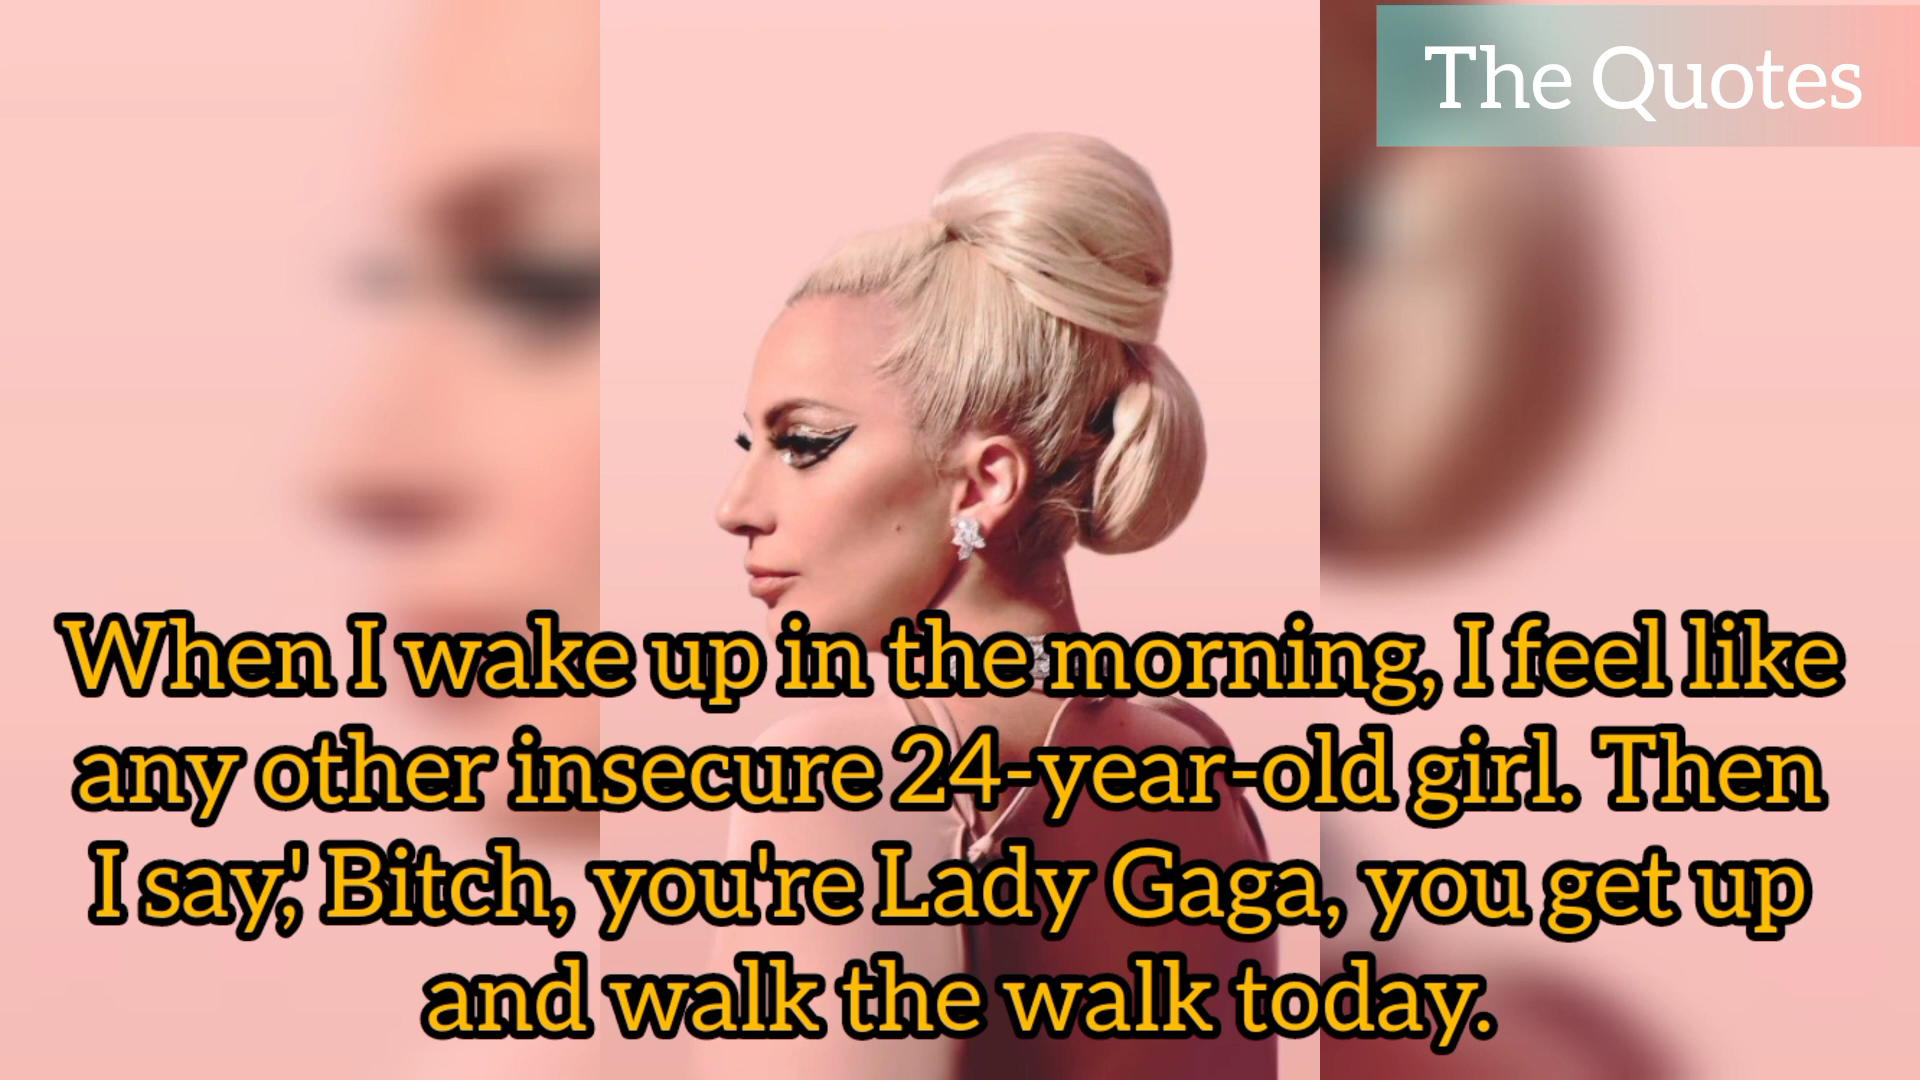 The Quotes
When I wake up in the morning, I feel like
any other insecure 24-year-old girl. Then
I say,' Bitch, you're Lady Gaga, you get up
and walk the walk today.